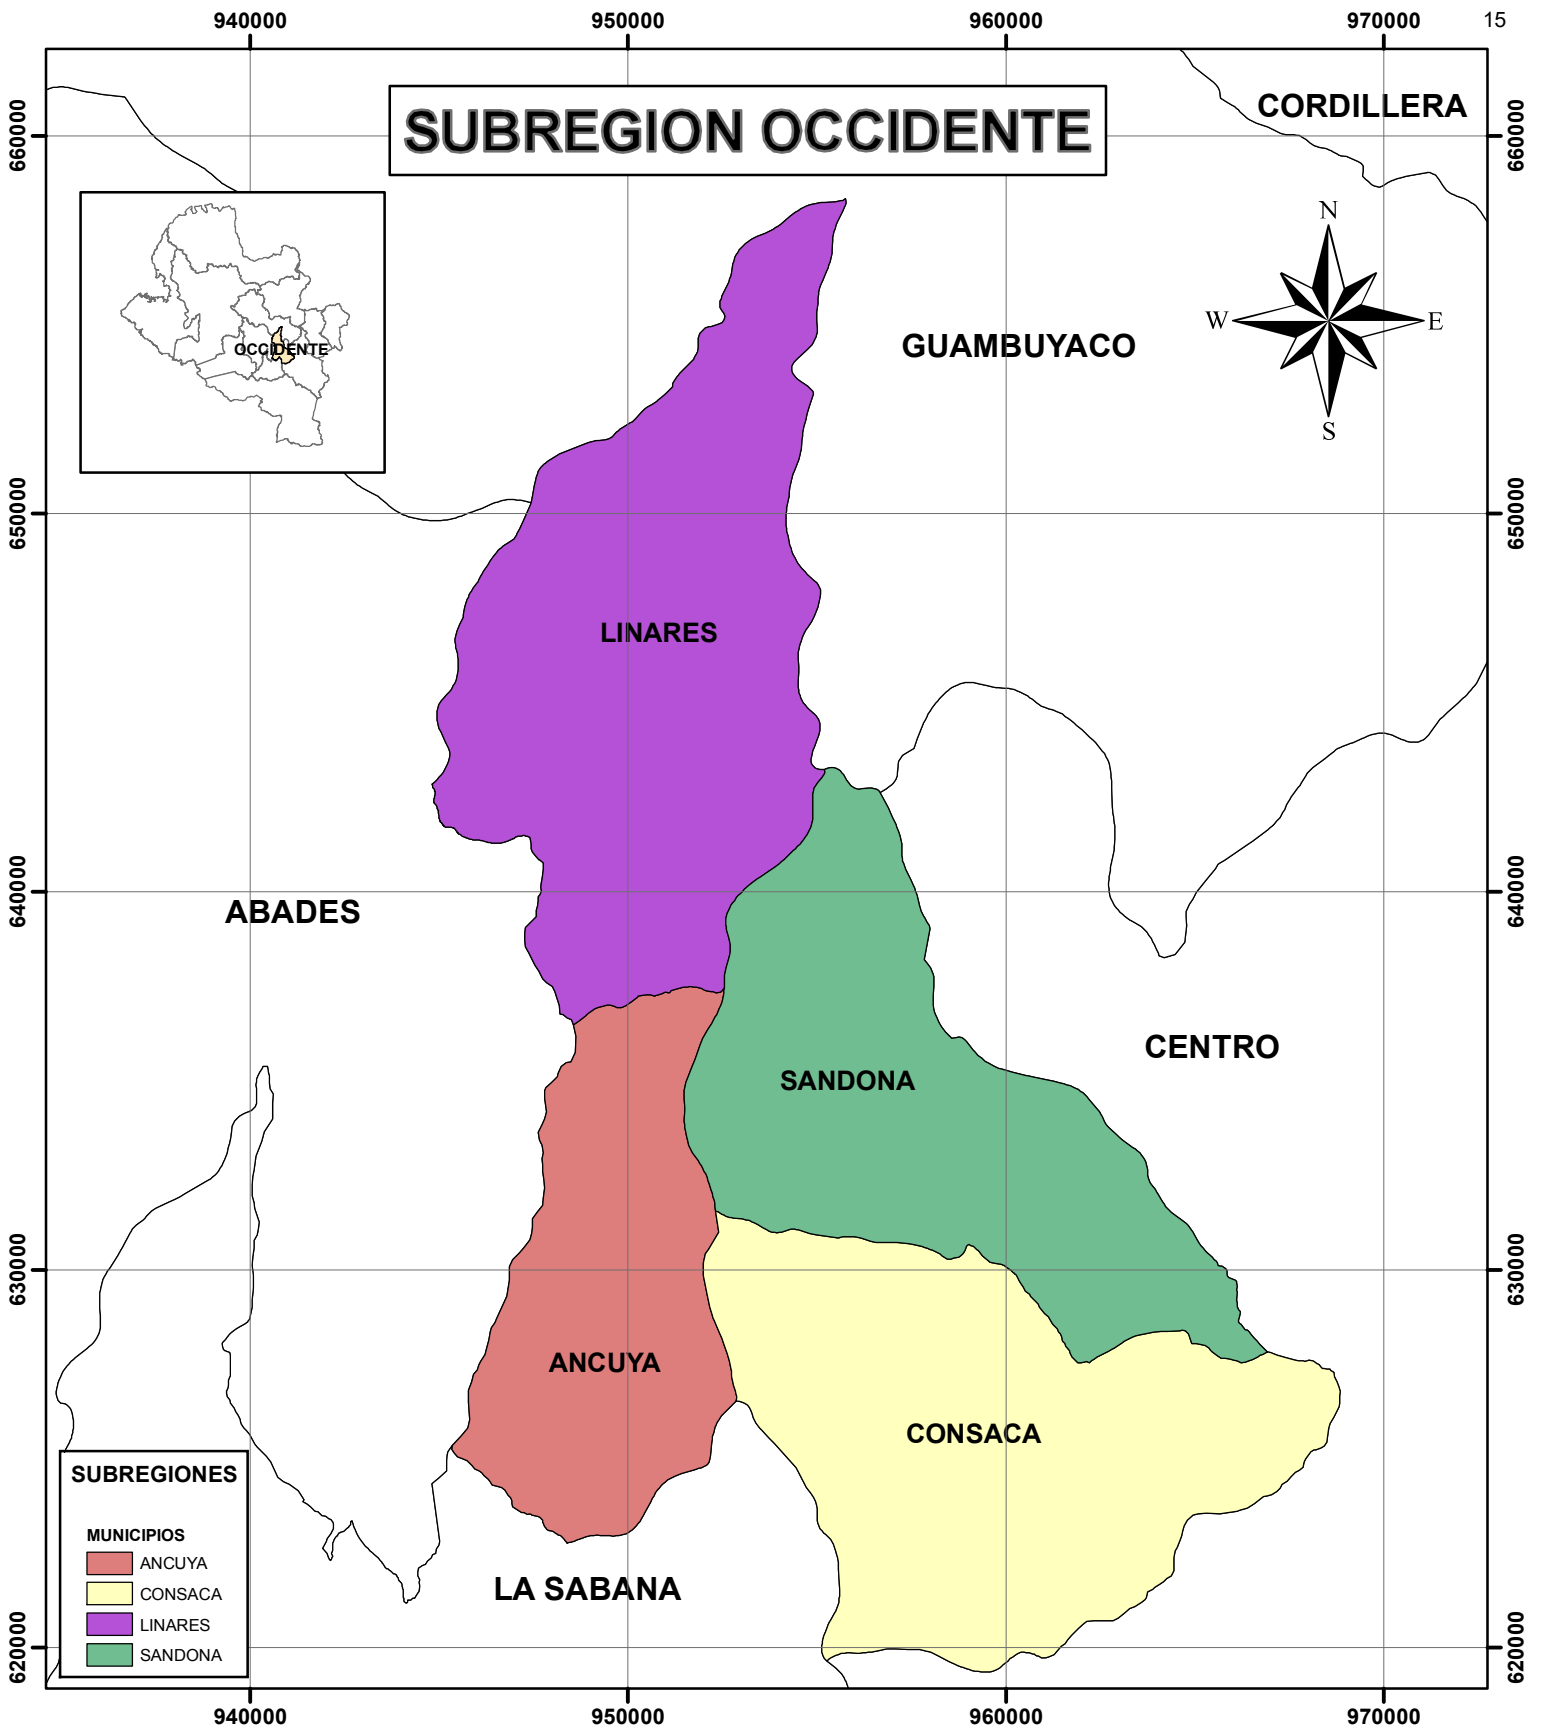 940000 950000 960000 970000 15
SUBREGION OCCIDENTE
CORDILLERA
660000 660000
N
W E
S
OCCIDENTE
GUAMBUYACO
650000 650000
LINARES
640000 640000
ABADES
CENTRO
SANDONA
630000 630000
ANCUYA
CONSACA
SUBREGIONES
MUNICIPIOS
ANCUYA
CONSACA
LINARES
SANDONA
LA SABANA
620000 620000
940000 950000 960000 970000